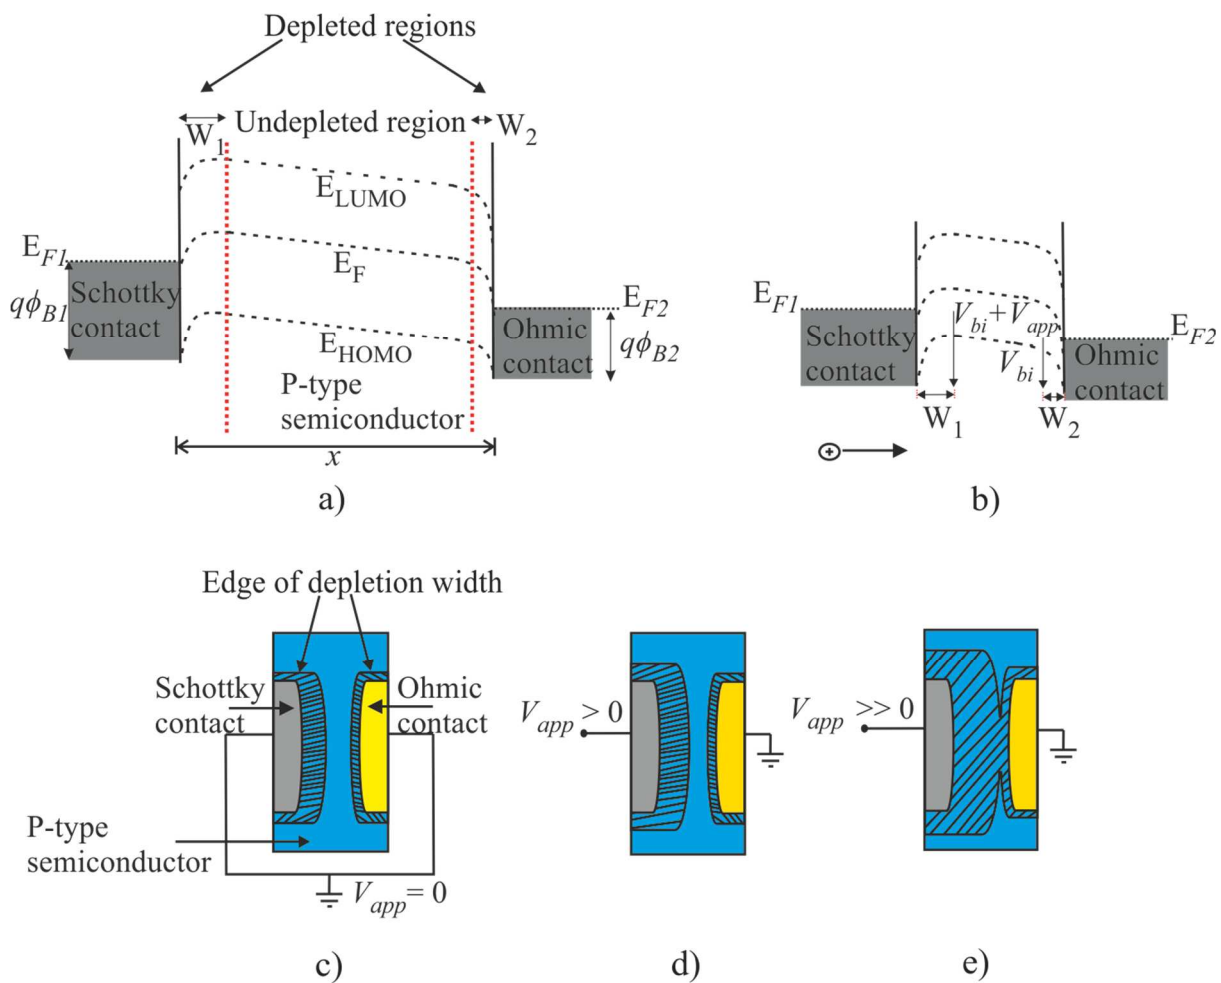 Depleted regions
W1 Undepleted region W2
ELUMO
EF1
EF
EF2
qϕB1
Schottky
contact
Ohmic
contact
qϕB2
EHOMO
P-type
semiconductor
x
a)
EF1
Vbi+Vapp
EF2
Schottky
contact
Vbi
Ohmic
contact
W1
W2
+
b)
Edge of depletion width
Schottky
contact
Ohmic
contact
P-type
semiconductor
Vapp= 0
c)
Vapp > 0
d)
Vapp >> 0
e)